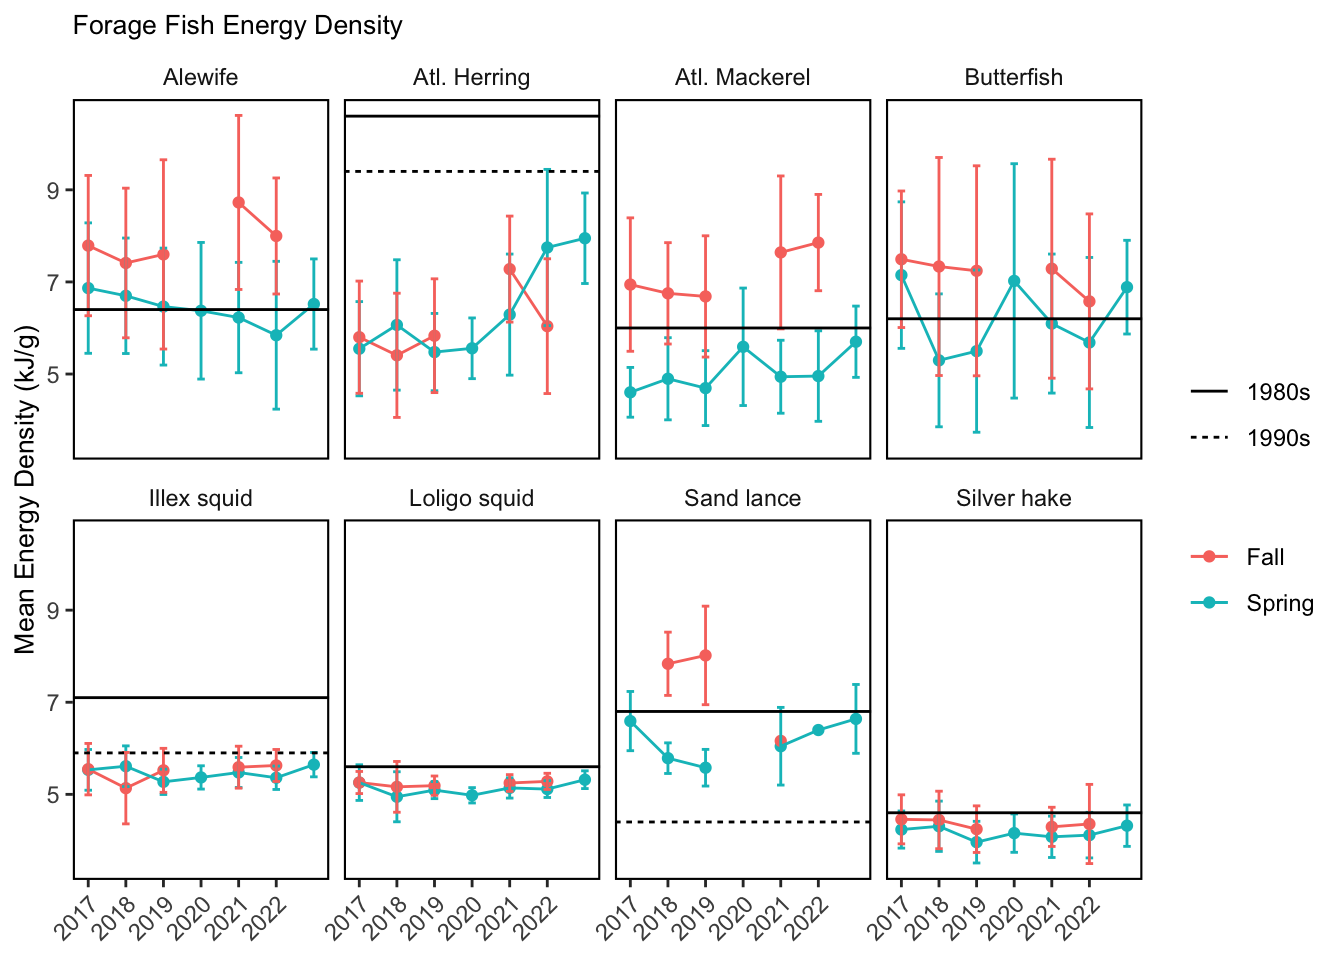 Forage Fish Energy Density
Alewife
Atl. Herring
Atl. Mackerel
Butterfish
9
7
5
Mean Energy Density (kJ/g)
1980s
1990s
Illex squid
Loligo squid
Sand lance
Silver hake
9
7
5
Fall
Spring
2017 2018 2019 2020 2021 2022
2017 2018 2019 2020 2021 2022
2017 2018 2019 2020 2021 2022
2017 2018 2019 2020 2021 2022